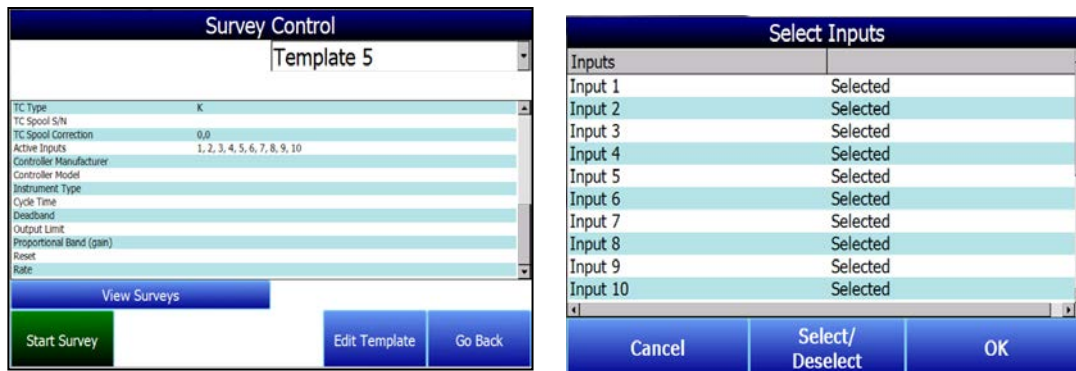 Survey Control
Template 5
TC Type K
TC Spool S/N
TC Spool Correction 0,0
Active Inputs 1, 2, 3, 4, 5, 6, 7, 8, 9, 10
Controller Manufacturer
Controller Model
Instrument Type
Cycle Time
Deadband
Output Limit
Proportional Band (gain)
Reset
Rate
View Surveys
Start Survey Edit Template Go Back
Select Inputs
Inputs
Input 1 Selected
Input 2 Selected
Input 3 Selected
Input 4 Selected
Input 5 Selected
Input 6 Selected
Input 7 Selected
Input 8 Selected
Input 9 Selected
Input 10 Selected
Cancel Select/
Deselect OK